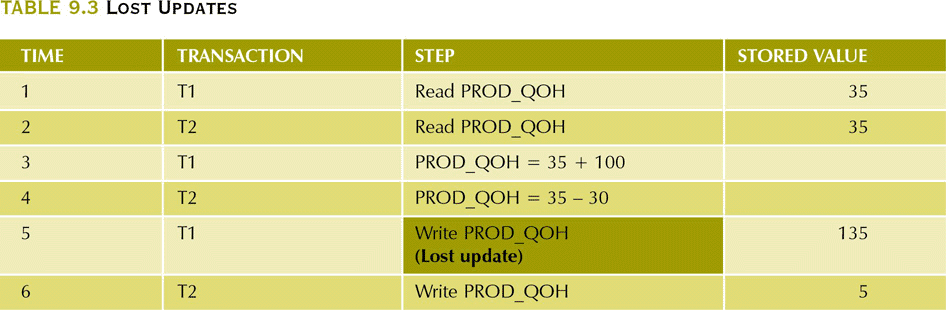 TABLE 9.3 LOST UPDATES
TIME TRANSACTION STEP STORED VALUE
1 T1 Read PROD_QOH 35
2 T2 Read PROD_QOH 35
3 T1 PROD_QOH = 35 + 100
4 T2 PROD_QOH = 35 – 30
5 T1 Write PROD_QOH 135
(Lost update)
6 T2 Write PROD_QOH 5